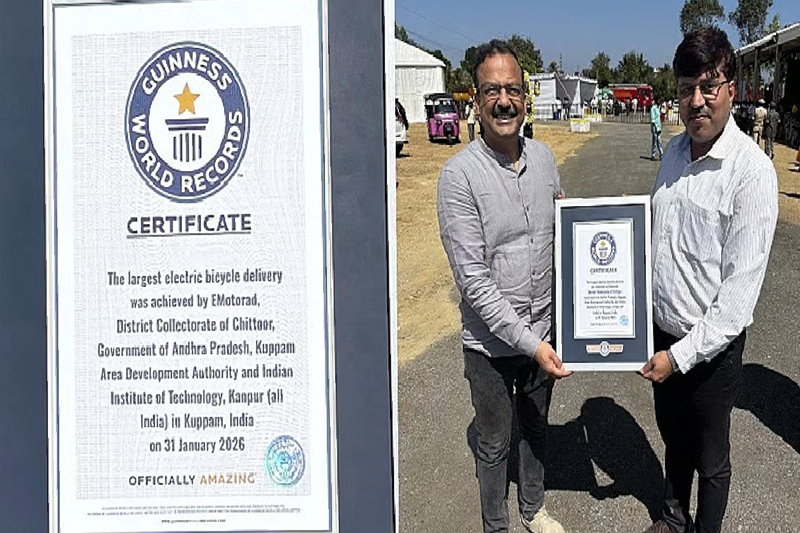 GUINNESS
WORLD RECORDS
™
CERTIFICATE
The largest electric bicycle delivery
was achieved by EMotorad,
District Collectorate of Chittoor,
Government of Andhra Pradesh, Kuppam
Area Development Authority and Indian
Institute of Technology, Kanpur (all
India) in Kuppam, India
on 31 January 2026
OFFICIALLY AMAZING
CERTIFICATE